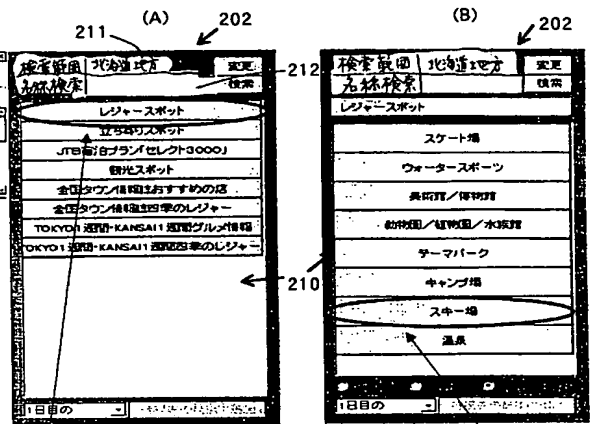 (A)
202
211
検索範囲 北海道地方 変更
212
名称検索 検索
レジャースポット
立ち寄りスポット
JTB宿泊プラン「セレクト3000」
観光スポット
全国タウン情報誌おすすめの店
全国タウン情報誌四季のレジャー
TOKYO1週間・KANSAI1週間グルメ情報
TOKYO1週間・KANSAI1週間四季のレジャー
210
1日目の
(B)
202
検索範囲 北海道地方 変更
名称検索 検索
レジャースポット
スケート場
ウォータースポーツ
美術館/博物館
動物園/植物園/水族館
テーマパーク
キャンプ場
スキー場
温泉
1日目の